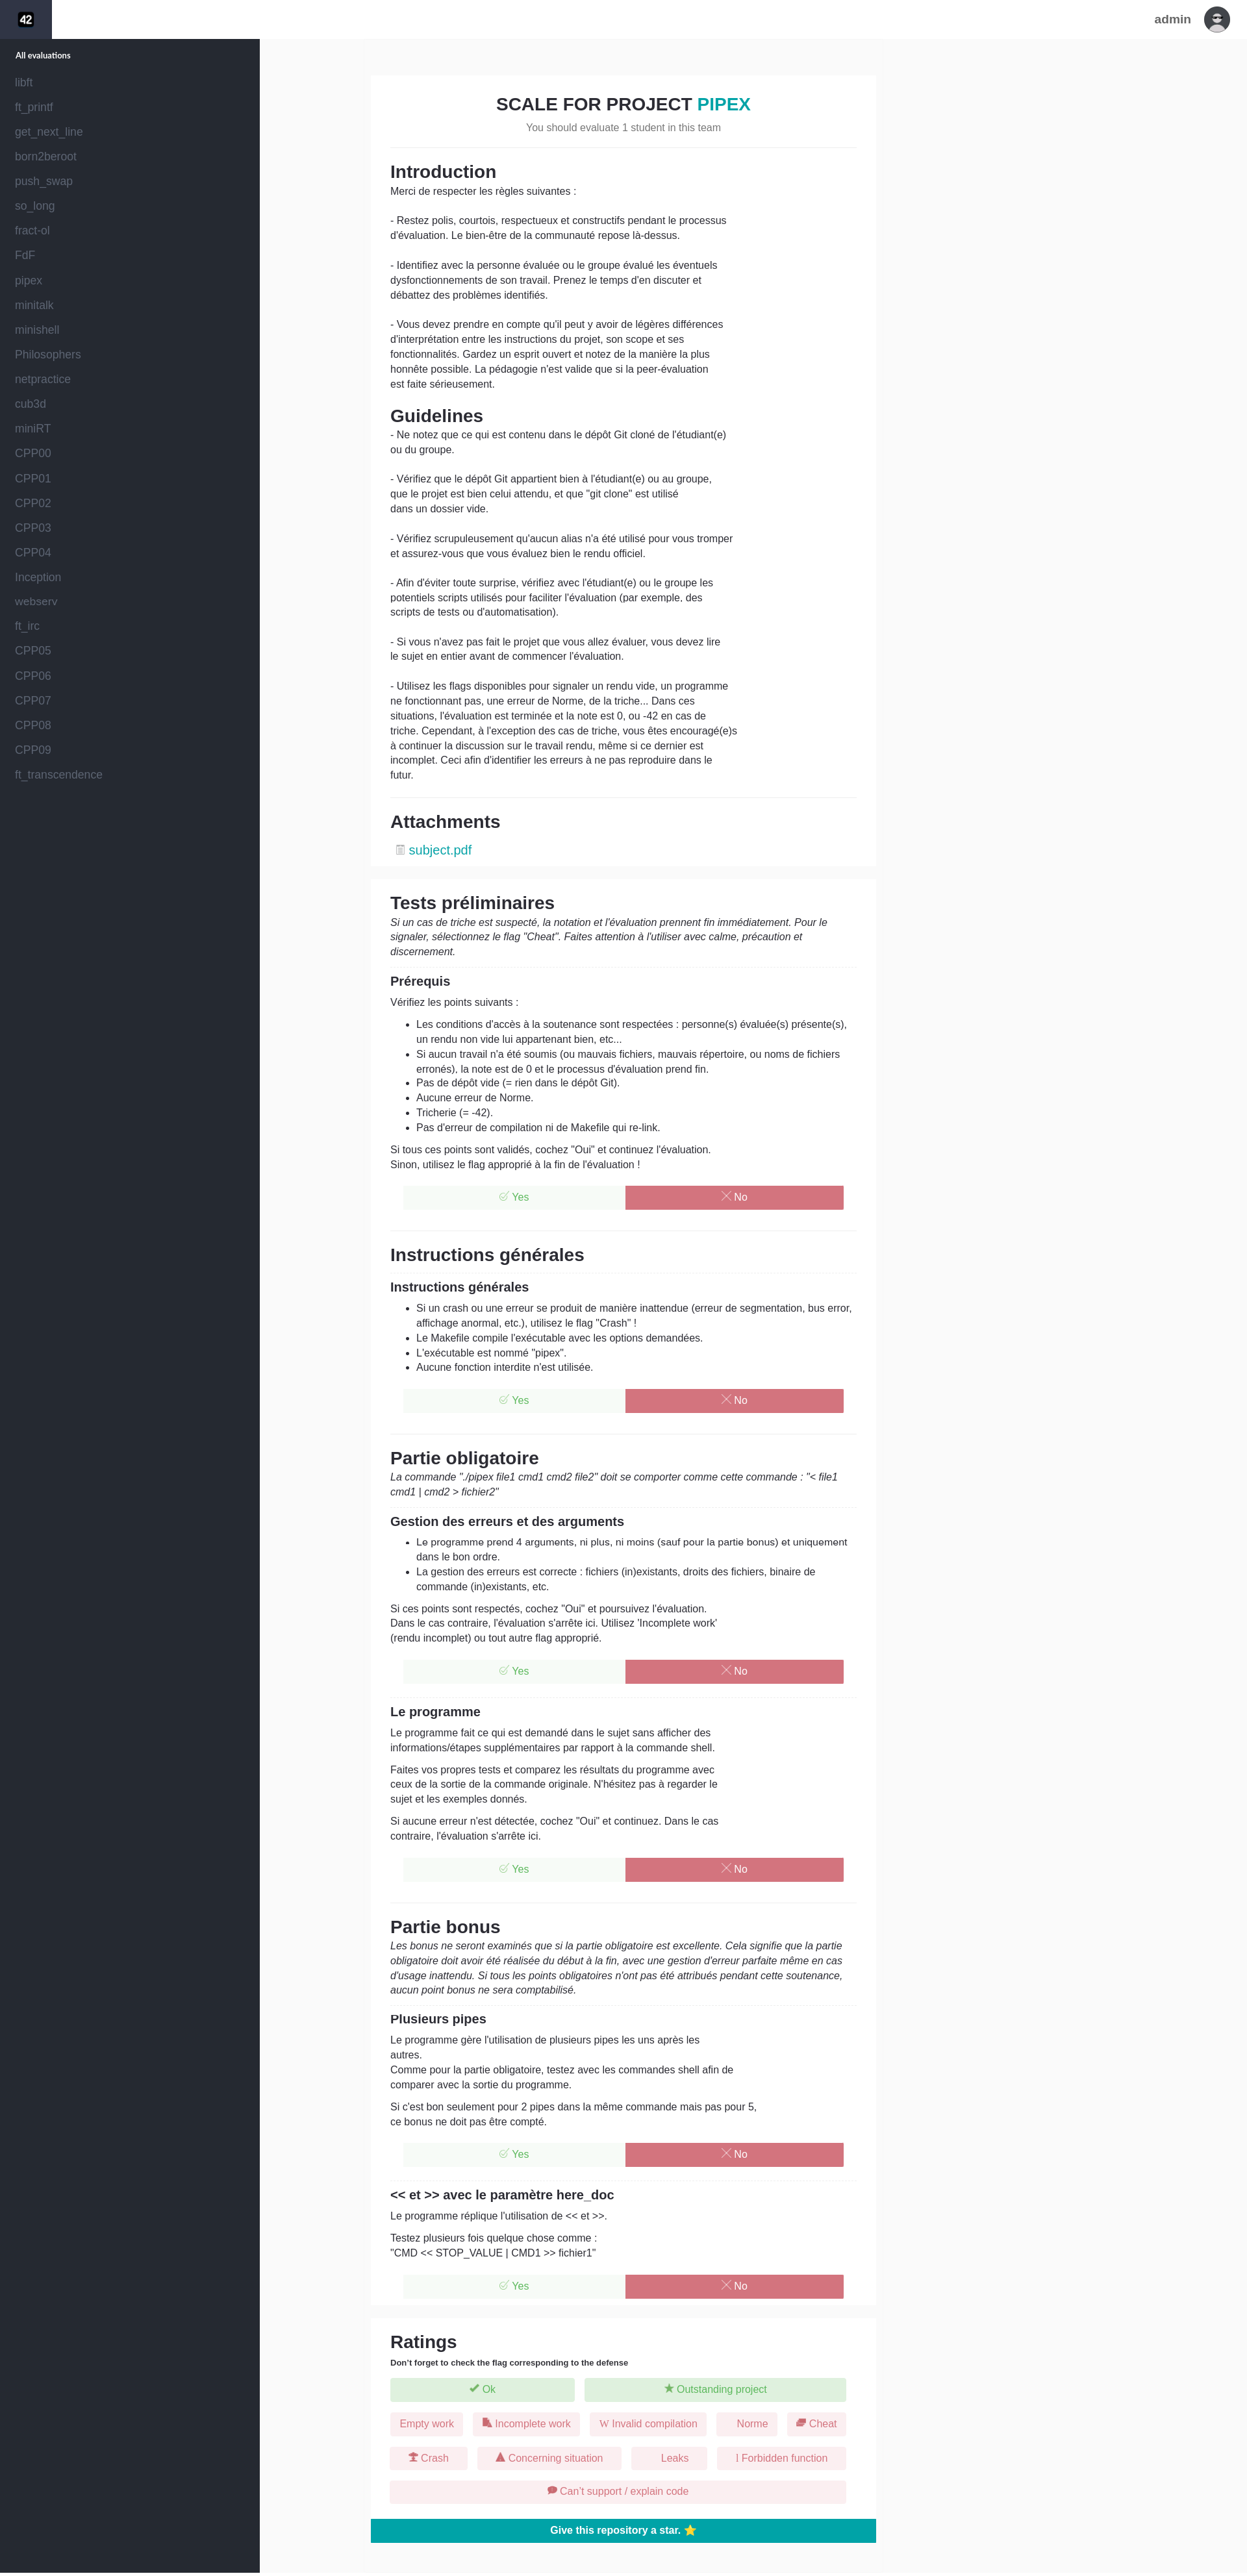 42
admin
All evaluations
libft
ft_printf
get_next_line
born2beroot
push_swap
so_long
fract-ol
FdF
pipex
minitalk
minishell
Philosophers
netpractice
cub3d
miniRT
CPP00
CPP01
CPP02
CPP03
CPP04
Inception
webserv
ft_irc
CPP05
CPP06
CPP07
CPP08
CPP09
ft_transcendence
SCALE FOR PROJECT PIPEX
You should evaluate 1 student in this team
Introduction
Merci de respecter les règles suivantes :
- Restez polis, courtois, respectueux et constructifs pendant le processus
d'évaluation. Le bien-être de la communauté repose là-dessus.
- Identifiez avec la personne évaluée ou le groupe évalué les éventuels
dysfonctionnements de son travail. Prenez le temps d'en discuter et
débattez des problèmes identifiés.
- Vous devez prendre en compte qu'il peut y avoir de légères différences
d'interprétation entre les instructions du projet, son scope et ses
fonctionnalités. Gardez un esprit ouvert et notez de la manière la plus
honnête possible. La pédagogie n'est valide que si la peer-évaluation
est faite sérieusement.
Guidelines
- Ne notez que ce qui est contenu dans le dépôt Git cloné de l'étudiant(e)
ou du groupe.
- Vérifiez que le dépôt Git appartient bien à l'étudiant(e) ou au groupe,
que le projet est bien celui attendu, et que "git clone" est utilisé
dans un dossier vide.
- Vérifiez scrupuleusement qu'aucun alias n'a été utilisé pour vous tromper
et assurez-vous que vous évaluez bien le rendu officiel.
- Afin d'éviter toute surprise, vérifiez avec l'étudiant(e) ou le groupe les
potentiels scripts utilisés pour faciliter l'évaluation (par exemple, des
scripts de tests ou d'automatisation).
- Si vous n'avez pas fait le projet que vous allez évaluer, vous devez lire
le sujet en entier avant de commencer l'évaluation.
- Utilisez les flags disponibles pour signaler un rendu vide, un programme
ne fonctionnant pas, une erreur de Norme, de la triche... Dans ces
situations, l'évaluation est terminée et la note est 0, ou -42 en cas de
triche. Cependant, à l'exception des cas de triche, vous êtes encouragé(e)s
à continuer la discussion sur le travail rendu, même si ce dernier est
incomplet. Ceci afin d'identifier les erreurs à ne pas reproduire dans le
futur.
Attachments
subject.pdf
Tests préliminaires
Si un cas de triche est suspecté, la notation et l'évaluation prennent fin immédiatement. Pour le
signaler, sélectionnez le flag "Cheat". Faites attention à l'utiliser avec calme, précaution et
discernement.
Prérequis
Vérifiez les points suivants :
• Les conditions d'accès à la soutenance sont respectées : personne(s) évaluée(s) présente(s),
un rendu non vide lui appartenant bien, etc...
• Si aucun travail n'a été soumis (ou mauvais fichiers, mauvais répertoire, ou noms de fichiers
erronés), la note est de 0 et le processus d'évaluation prend fin.
• Pas de dépôt vide (= rien dans le dépôt Git).
• Aucune erreur de Norme.
• Tricherie (= -42).
• Pas d'erreur de compilation ni de Makefile qui re-link.
Si tous ces points sont validés, cochez "Oui" et continuez l'évaluation.
Sinon, utilisez le flag approprié à la fin de l'évaluation !
Yes
No
Instructions générales
Instructions générales
• Si un crash ou une erreur se produit de manière inattendue (erreur de segmentation, bus error,
affichage anormal, etc.), utilisez le flag "Crash" !
• Le Makefile compile l'exécutable avec les options demandées.
• L'exécutable est nommé "pipex".
• Aucune fonction interdite n'est utilisée.
Yes
No
Partie obligatoire
La commande "./pipex file1 cmd1 cmd2 file2" doit se comporter comme cette commande : "< file1
cmd1 | cmd2 > fichier2"
Gestion des erreurs et des arguments
• Le programme prend 4 arguments, ni plus, ni moins (sauf pour la partie bonus) et uniquement
dans le bon ordre.
• La gestion des erreurs est correcte : fichiers (in)existants, droits des fichiers, binaire de
commande (in)existants, etc.
Si ces points sont respectés, cochez "Oui" et poursuivez l'évaluation.
Dans le cas contraire, l'évaluation s'arrête ici. Utilisez 'Incomplete work'
(rendu incomplet) ou tout autre flag approprié.
Yes
No
Le programme
Le programme fait ce qui est demandé dans le sujet sans afficher des
informations/étapes supplémentaires par rapport à la commande shell.
Faites vos propres tests et comparez les résultats du programme avec
ceux de la sortie de la commande originale. N'hésitez pas à regarder le
sujet et les exemples donnés.
Si aucune erreur n'est détectée, cochez "Oui" et continuez. Dans le cas
contraire, l'évaluation s'arrête ici.
Yes
No
Partie bonus
Les bonus ne seront examinés que si la partie obligatoire est excellente. Cela signifie que la partie
obligatoire doit avoir été réalisée du début à la fin, avec une gestion d'erreur parfaite même en cas
d'usage inattendu. Si tous les points obligatoires n'ont pas été attribués pendant cette soutenance,
aucun point bonus ne sera comptabilisé.
Plusieurs pipes
Le programme gère l'utilisation de plusieurs pipes les uns après les
autres.
Comme pour la partie obligatoire, testez avec les commandes shell afin de
comparer avec la sortie du programme.
Si c'est bon seulement pour 2 pipes dans la même commande mais pas pour 5,
ce bonus ne doit pas être compté.
Yes
No
<< et >> avec le paramètre here_doc
Le programme réplique l'utilisation de << et >>.
Testez plusieurs fois quelque chose comme :
"CMD << STOP_VALUE | CMD1 >> fichier1"
Yes
No
Ratings
Don't forget to check the flag corresponding to the defense
Ok
Outstanding project
Empty work
Incomplete work
W Invalid compilation
Norme
Cheat
Crash
Concerning situation
Leaks
Forbidden function
Can't support / explain code
Give this repository a star. ⭐